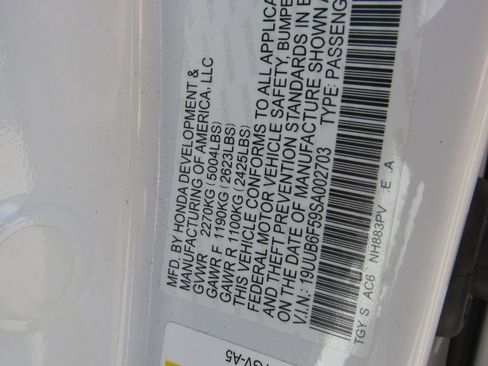 MFD. BY HONDA DEVELOPMENT &
MANUFACTURING OF AMERICA, LLC
GVWR 2270KG (5004LBS)
GAWR F 1190KG (2623LBS)
GAWR R 1100KG (2425LBS)
THIS VEHICLE CONFORMS TO ALL APPLICA
FEDERAL MOTOR VEHICLE SAFETY, BUMPE
AND THEFT PREVENTION STANDARDS IN E
ON THE DATE OF MANUFACTURE SHOWN A
V.I.N.: 19UUB6F59SA002703 TYPE: PASSENG
TGY S AC6 NH883PV E A
GV-A5